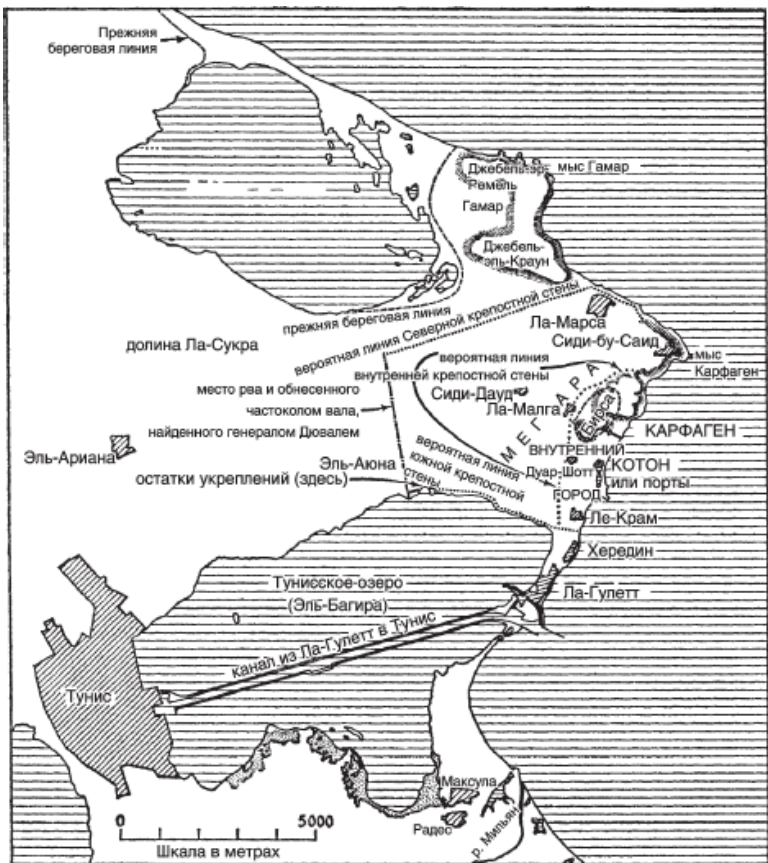 Прежняя
береговая линия
Джебель-эр-
Ремель
мыс Гамар
Гамар
Джебель-
эль-Краун
прежняя береговая линия
вероятная линия Северной крепостной стены
Ла-Марса
Сиди-бу-Саид
мыс
Карфаген
долина Ла-Сукра
вероятная линия
внутренней крепостной стены
место рва и обнесенного
частоколом вала,
найденного генералом Дювалем
Сиди-Дауд
Ла-Малга
МЕГАРА
Бирса
КАРФАГЕН
Эль-Ариана
ВНУТРЕННИЙ
ГОРОД
Дуар-Шотт
КОТОН
или порты
Эль-Аюна
остатки укреплений (здесь)
вероятная линия
южной крепостной
стены
Ле-Крам
Хередин
Ла-Гулетт
Тунисское озеро
(Эль-Багира)
канал из Ла-Гулетт в Тунис
Тунис
Максула
Радес
р. Мильян
0 5000
Шкала в метрах